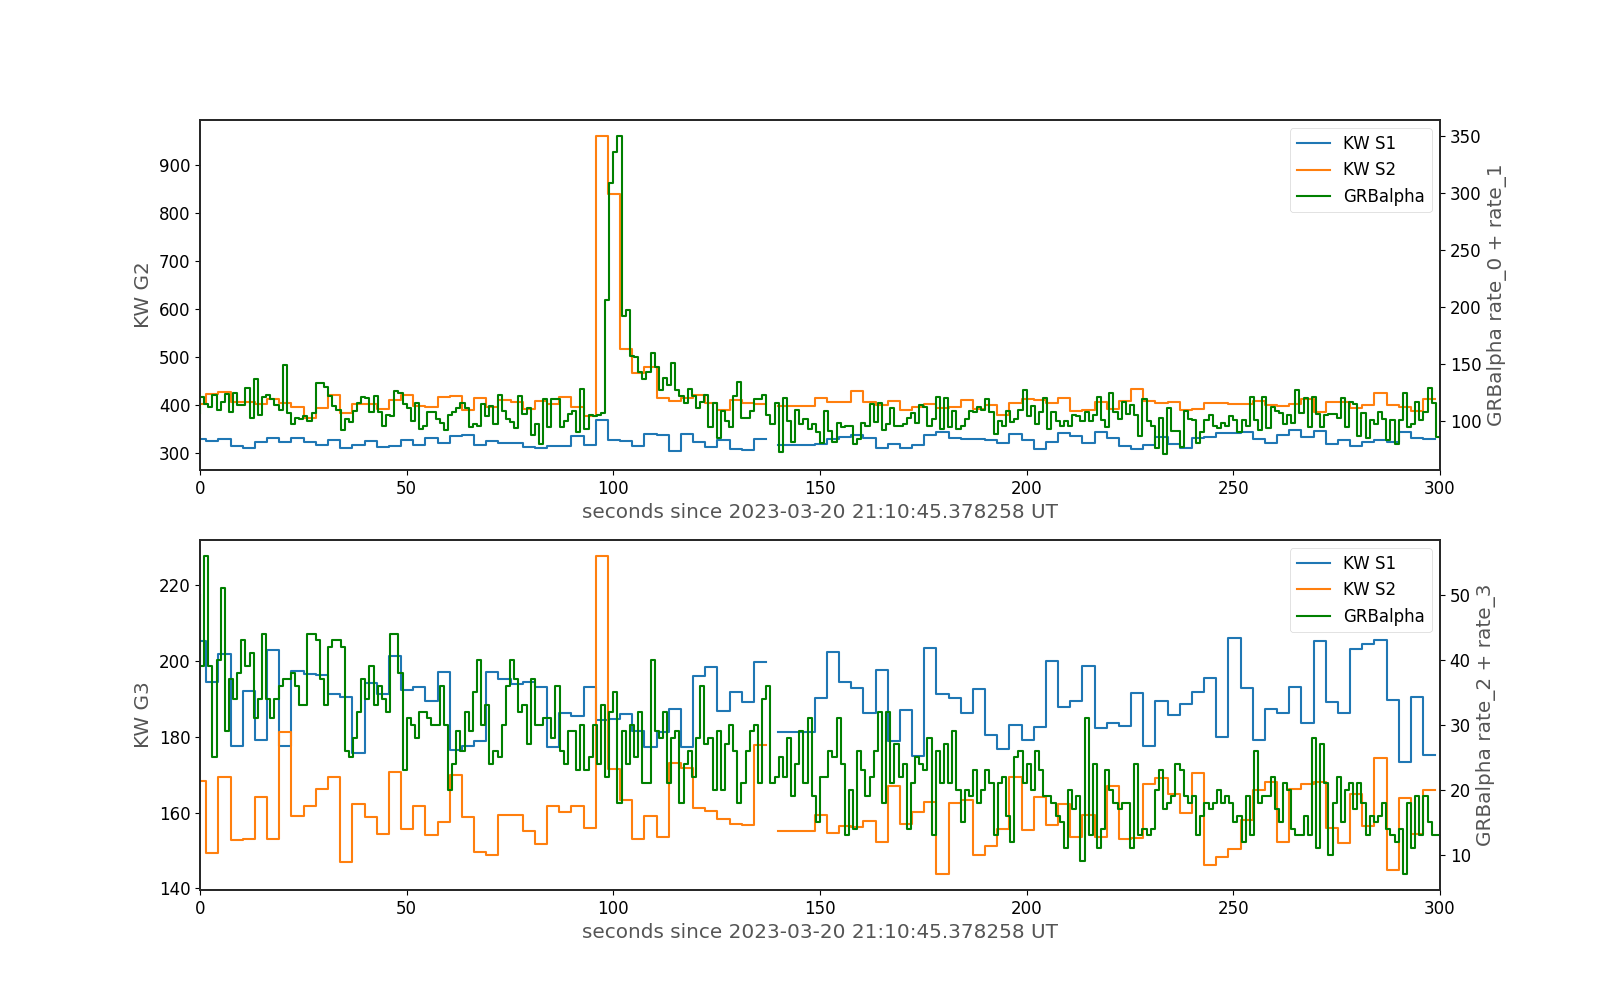 KW S1
KW S2
GRBalpha
900
800
700
600
500
400
300
KW G2
350
300
250
200
150
100
GRBalpha rate_0 + rate_1
0 50 100 150 200 250 300
seconds since 2023-03-20 21:10:45.378258 UT
KW S1
KW S2
GRBalpha
220
200
180
160
140
KW G3
50
40
30
20
10
GRBalpha rate_2 + rate_3
0 50 100 150 200 250 300
seconds since 2023-03-20 21:10:45.378258 UT